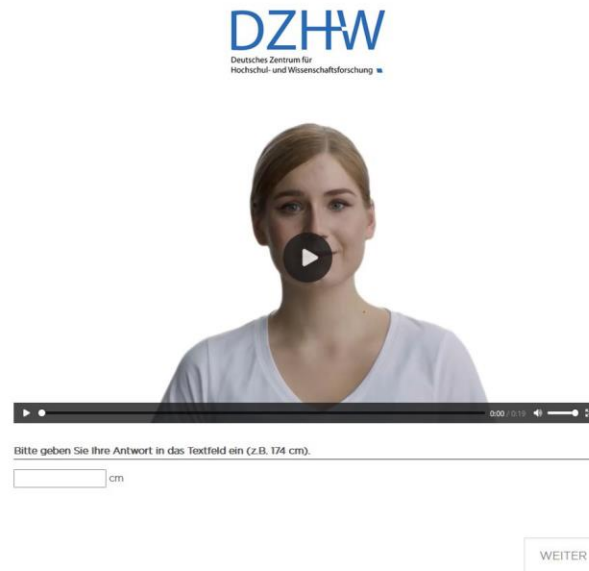 DZHW
Deutsches Zentrum für
Hochschul- und Wissenschaftsforschung
0:00 / 0:19
Bitte geben Sie Ihre Antwort in das Textfeld ein (z.B. 174 cm).
cm
WEITER